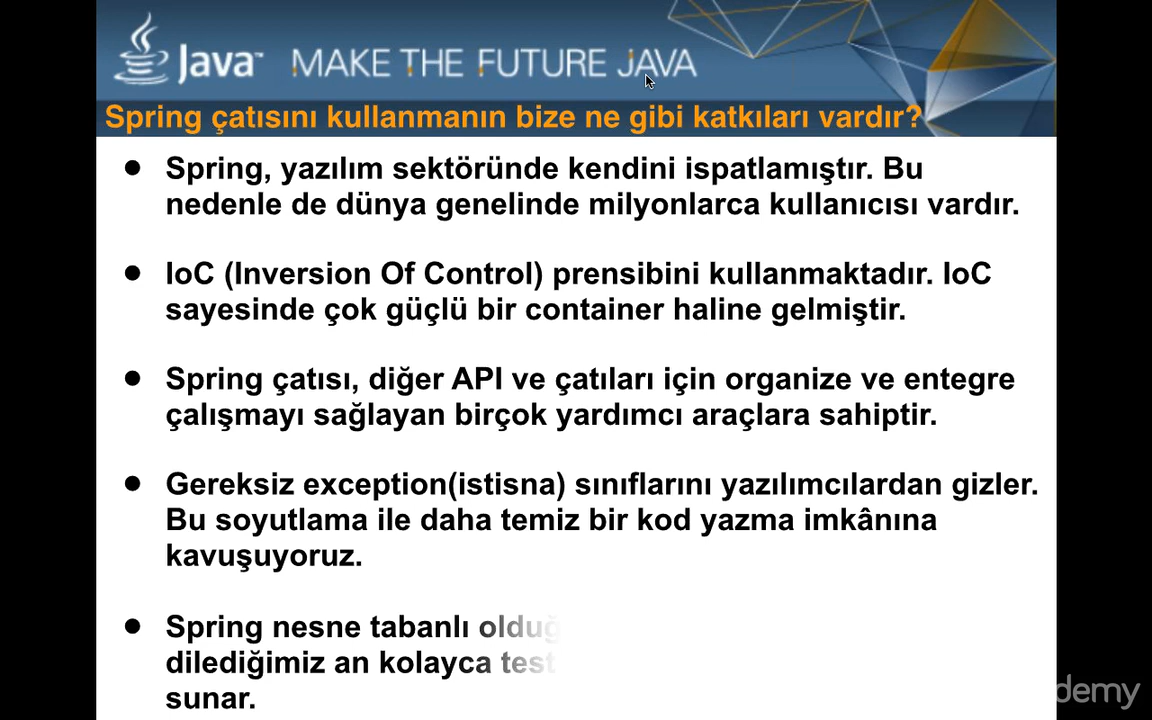 Java™ MAKE THE FUTURE JAVA
Spring çatısını kullanmanın bize ne gibi katkıları vardır?
• Spring, yazılım sektöründe kendini ispatlamıştır. Bu
nedenle de dünya genelinde milyonlarca kullanıcısı vardır.
• IoC (Inversion Of Control) prensibini kullanmaktadır. IoC
sayesinde çok güçlü bir container haline gelmiştir.
• Spring çatısı, diğer API ve çatıları için organize ve entegre
çalışmayı sağlayan birçok yardımcı araçlara sahiptir.
• Gereksiz exception(istisna) sınıflarını yazılımcılardan gizler.
Bu soyutlama ile daha temiz bir kod yazma imkânına
kavuşuyoruz.
• Spring nesne tabanlı olduğ
dilediğimiz an kolayca test
sunar.
demy